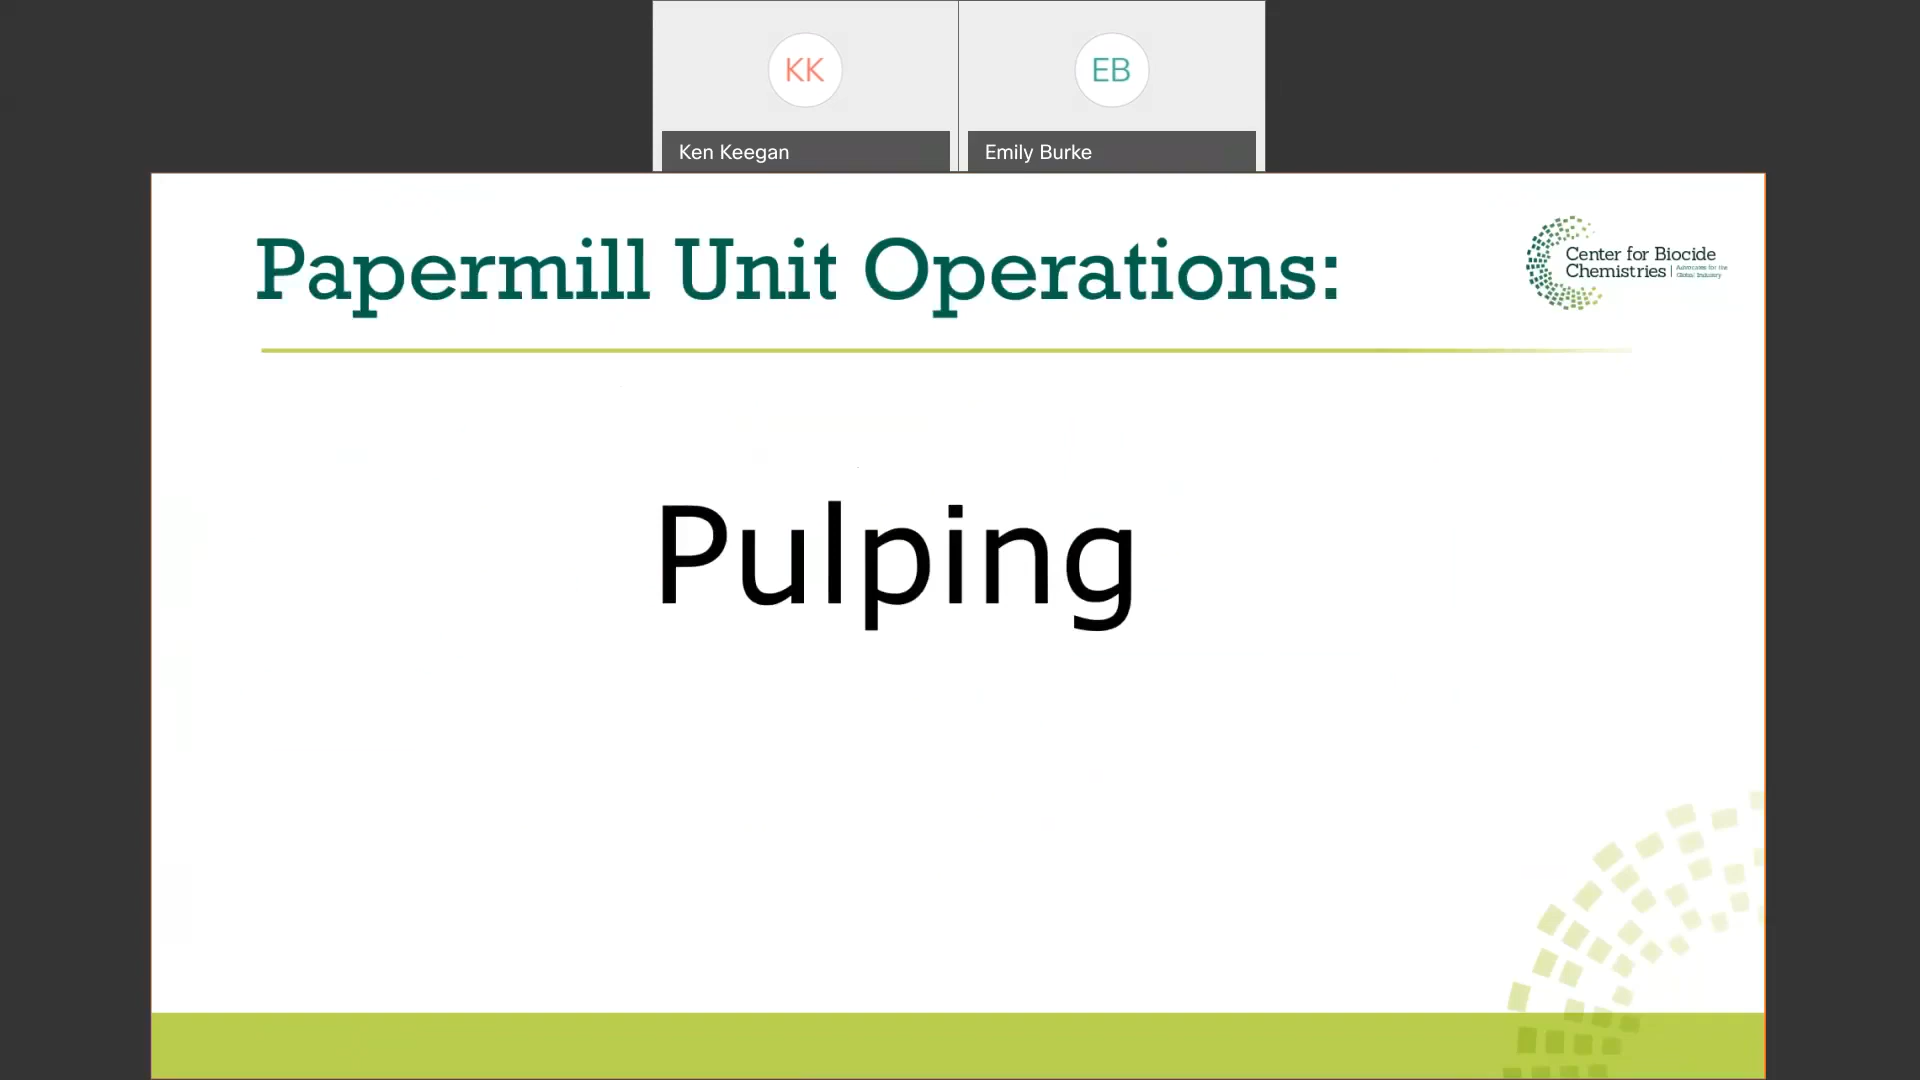 KK
EB
Ken Keegan
Emily Burke
Papermill Unit Operations:
Center for Biocide
Chemistries | Advocates for the
Global Industry
Pulping